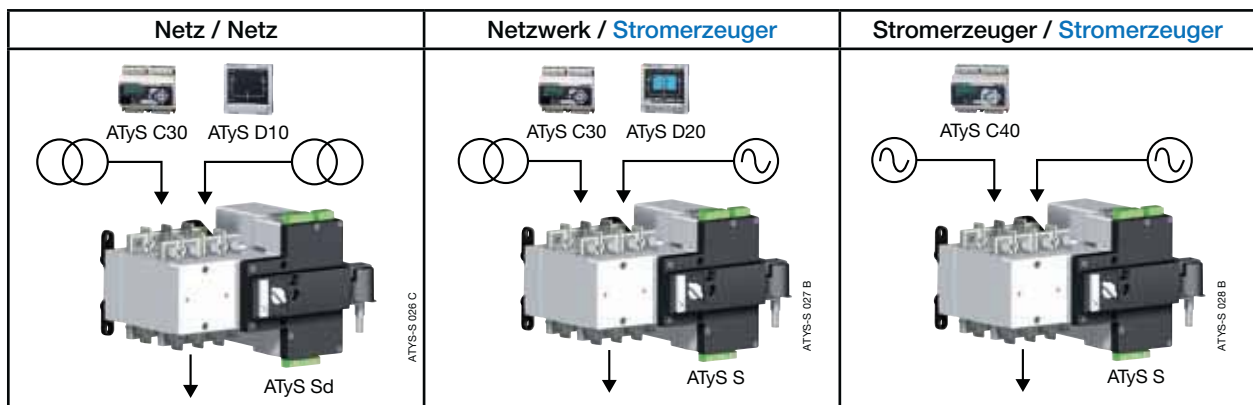 Netz / Netz
Netzwerk / Stromerzeuger
Stromerzeuger / Stromerzeuger
ATyS C30
ATyS D10
ATyS Sd
ATYS-S 026 C
ATyS C30
ATyS D20
ATyS S
ATYS-S 027 B
ATyS C40
ATyS S
ATYS-S 028 B